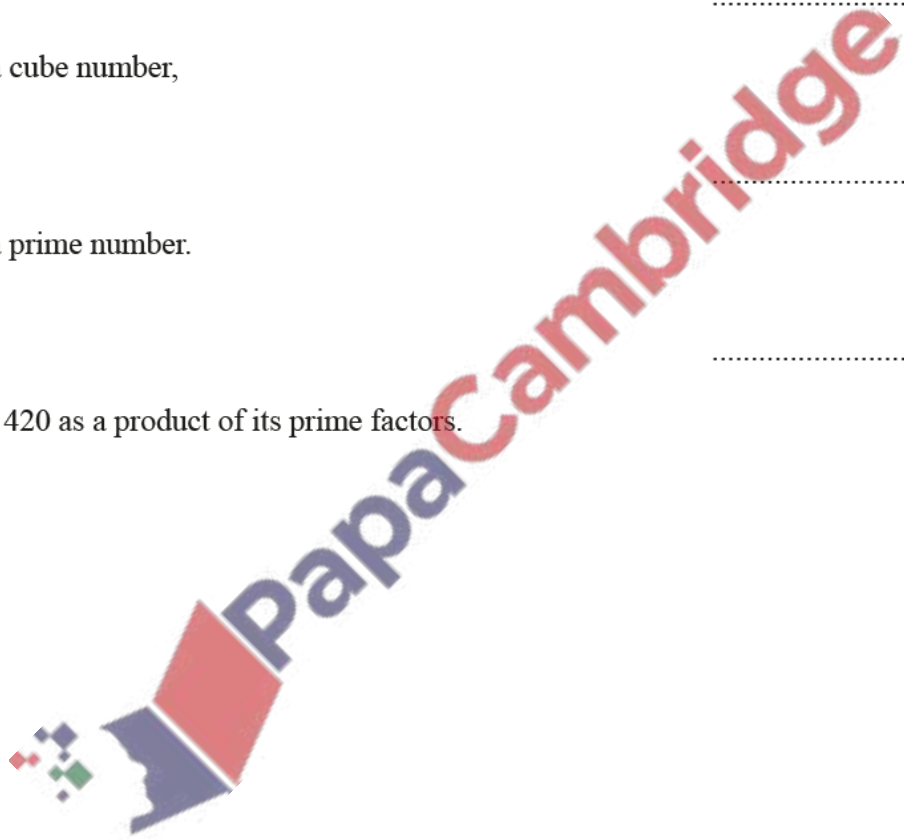 cube number,
prime number.
420 as a product of its prime factors.
PapaCambridge